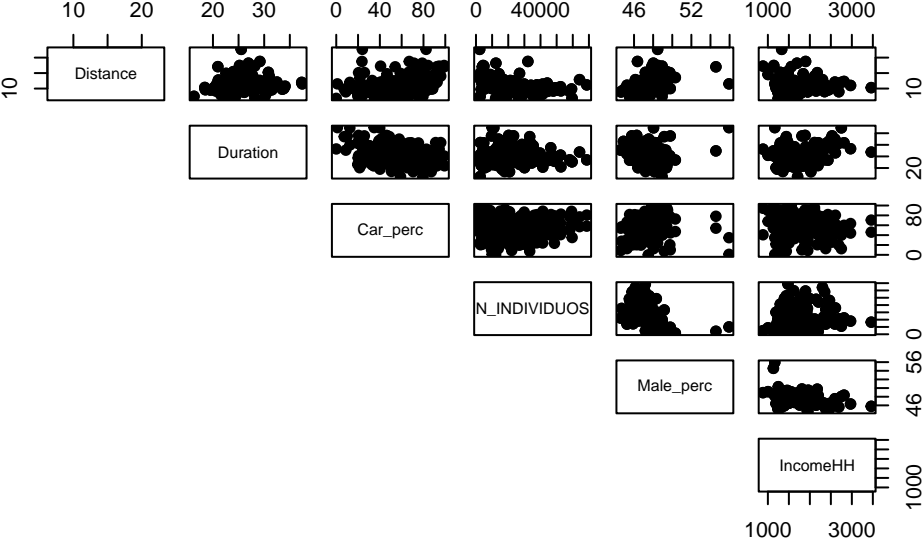 10 20 20 30 0 40 80 0 40000 46 52 1000 3000
10 Distance 10
Duration 20
Car_perc 0 80
N_INDIVIDUOS 0
Male_perc 46 56
IncomeHH 1000
1000 3000